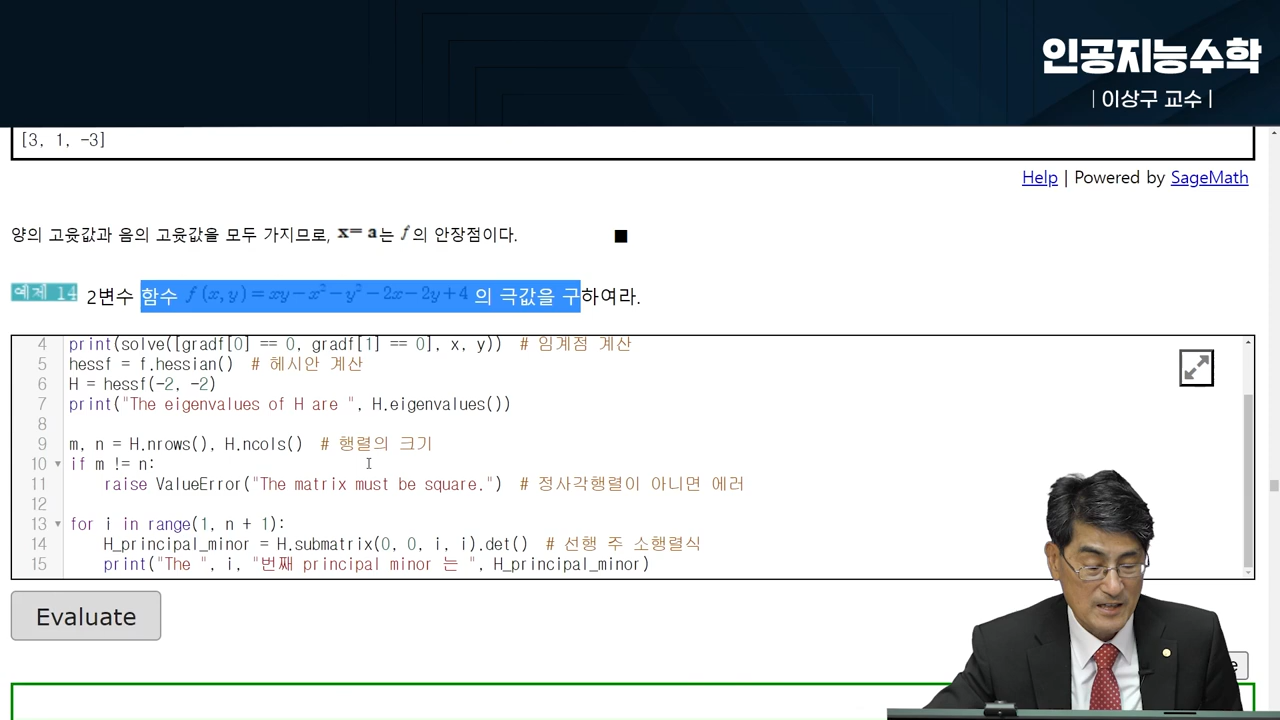 인공지능수학
| 이상구 교수 |
[3, 1, -3]
Help | Powered by SageMath
양의 고윳값과 음의 고윳값을 모두 가지므로, x = a는 f의 안장점이다. ■
예제 14 2변수 함수 f(x, y) = xy − x² − y² − 2x − 2y + 4 의 극값을 구하여라.
4 print(solve([gradf[0] == 0, gradf[1] == 0], x, y)) # 임계점 계산
5 hessf = f.hessian() # 헤시안 계산
6 H = hessf(-2, -2)
7 print("The eigenvalues of H are ", H.eigenvalues())
8
9 m, n = H.nrows(), H.ncols() # 행렬의 크기
10 if m != n:
11 raise ValueError("The matrix must be square.") # 정사각행렬이 아니면 에러
12
13 for i in range(1, n + 1):
14 H_principal_minor = H.submatrix(0, 0, i, i).det() # 선행 주 소행렬식
15 print("The ", i, "번째 principal minor 는 ", H_principal_minor)
Evaluate